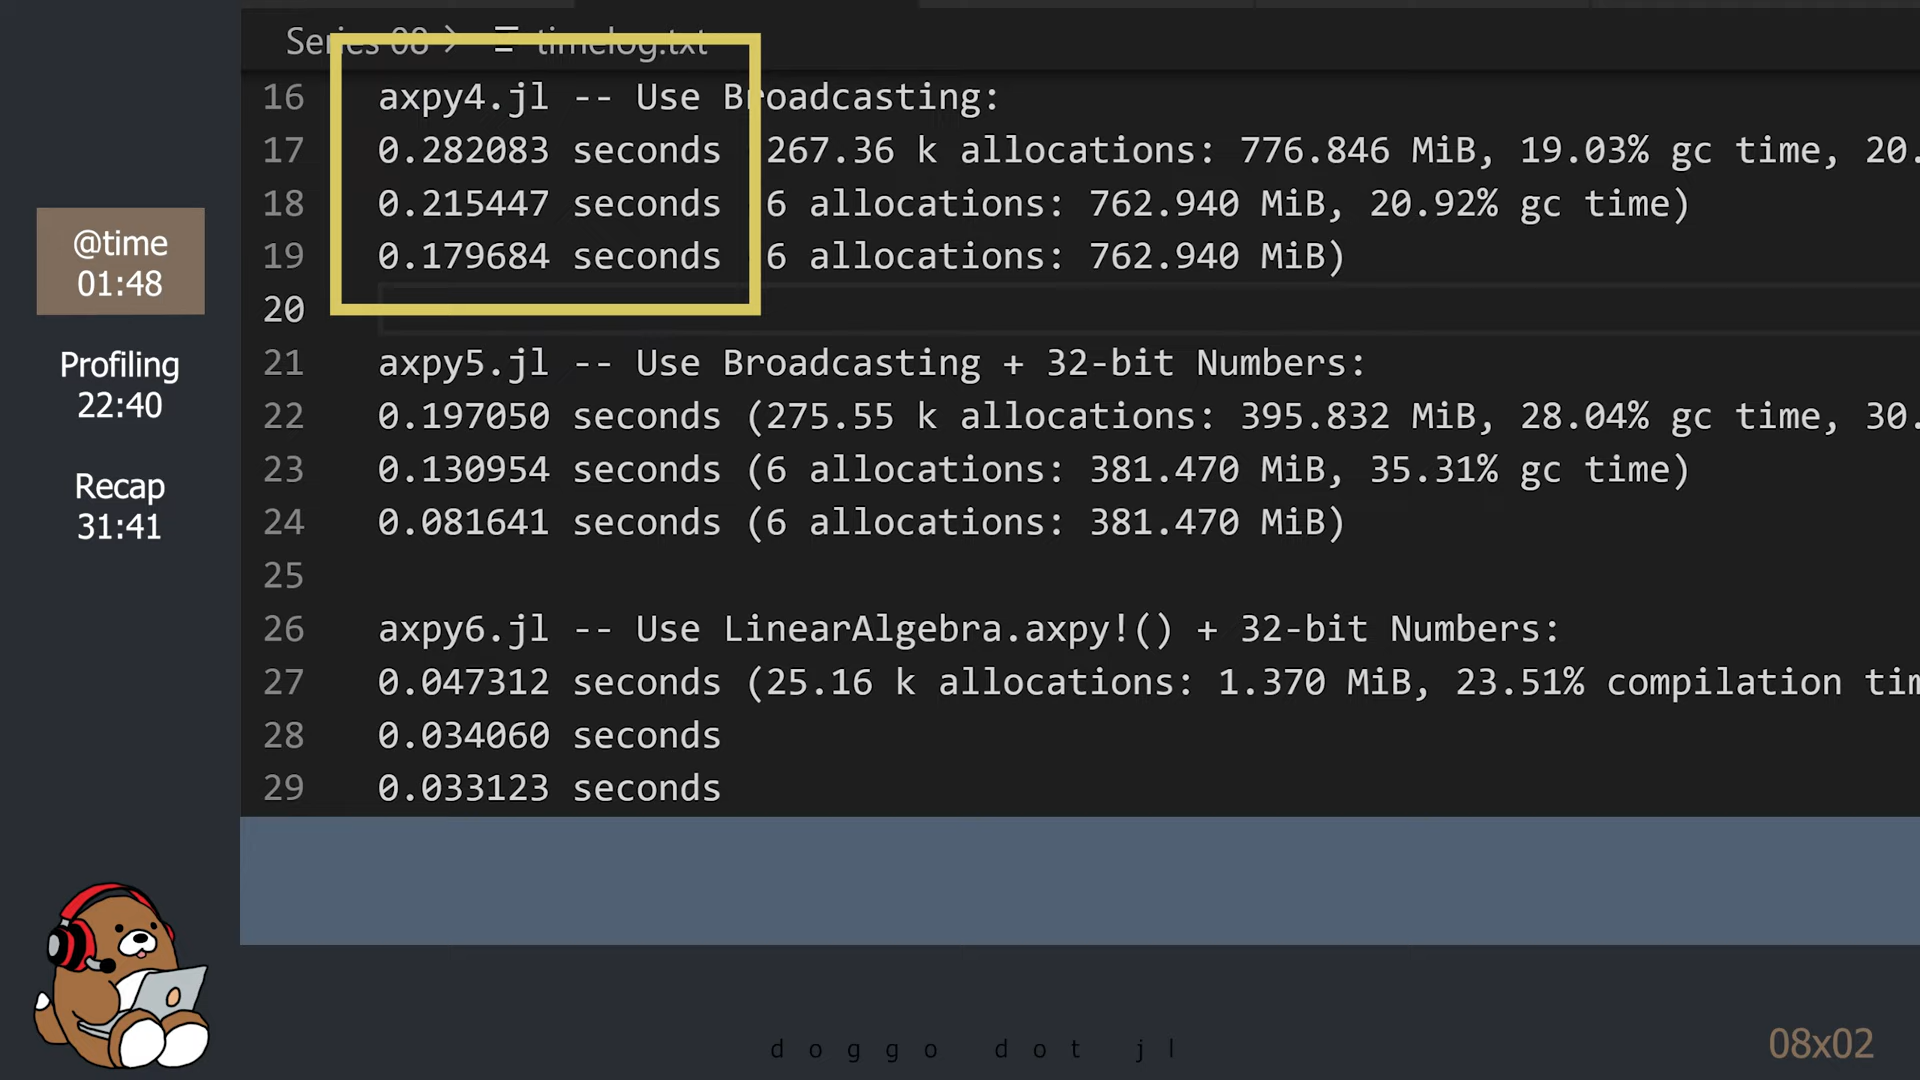 Series 08 > timelog.txt
16 axpy4.jl -- Use Broadcasting:
17 0.282083 seconds 267.36 k allocations: 776.846 MiB, 19.03% gc time, 20.
18 0.215447 seconds 6 allocations: 762.940 MiB, 20.92% gc time)
19 0.179684 seconds 6 allocations: 762.940 MiB)
20
21 axpy5.jl -- Use Broadcasting + 32-bit Numbers:
22 0.197050 seconds (275.55 k allocations: 395.832 MiB, 28.04% gc time, 30.
23 0.130954 seconds (6 allocations: 381.470 MiB, 35.31% gc time)
24 0.081641 seconds (6 allocations: 381.470 MiB)
25
26 axpy6.jl -- Use LinearAlgebra.axpy!() + 32-bit Numbers:
27 0.047312 seconds (25.16 k allocations: 1.370 MiB, 23.51% compilation tim
28 0.034060 seconds
29 0.033123 seconds
@time
01:48
Profiling
22:40
Recap
31:41
doggo dot jl
08x02